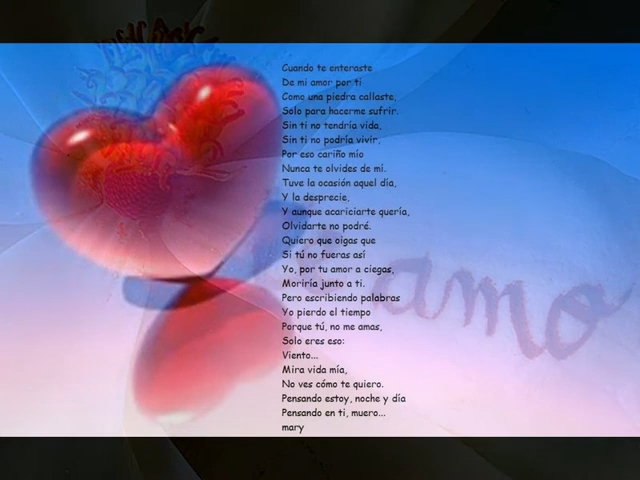 Cuando te enteraste
De mi amor por ti
Como una piedra callaste,
Solo para hacerme sufrir.
Sin ti no tendría vida,
Sin ti no podría vivir,
Por eso cariño mío
Nunca te olvides de mí.
Tuve la ocasión aquel día,
Y la desprecie,
Y aunque acariciarte quería,
Olvidarte no podré.
Quiero que oigas que
Si tú no fueras así
Yo, por tu amor a ciegas,
Moriría junto a ti.
Pero escribiendo palabras
Yo pierdo el tiempo
Porque tú, no me amas,
Solo eres eso:
Viento...
Mira vida mía,
No ves cómo te quiero.
Pensando estoy, noche y día
Pensando en ti, muero...
mary
amo